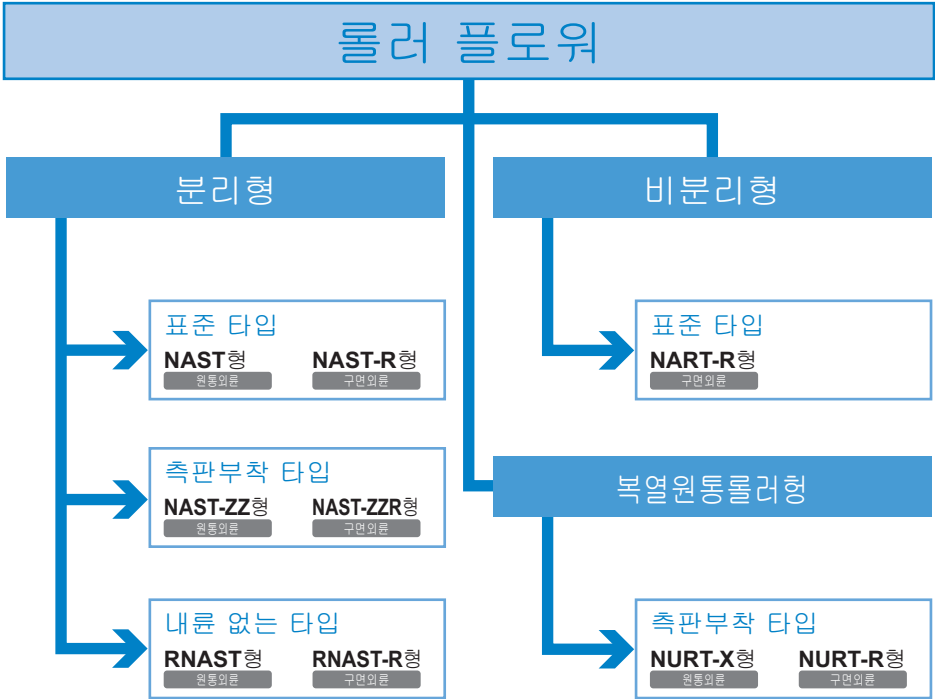 롤러 플로워
분리형
표준 타입
NAST형 NAST-R형
원통외륜 구면외륜
측판부착 타입
NAST-ZZ형 NAST-ZZR형
원통외륜 구면외륜
내륜 없는 타입
RNAST형 RNAST-R형
원통외륜 구면외륜
비분리형
표준 타입
NART-R형
구면외륜
복열원통롤러헝
측판부착 타입
NURT-X형 NURT-R형
원통외륜 구면외륜